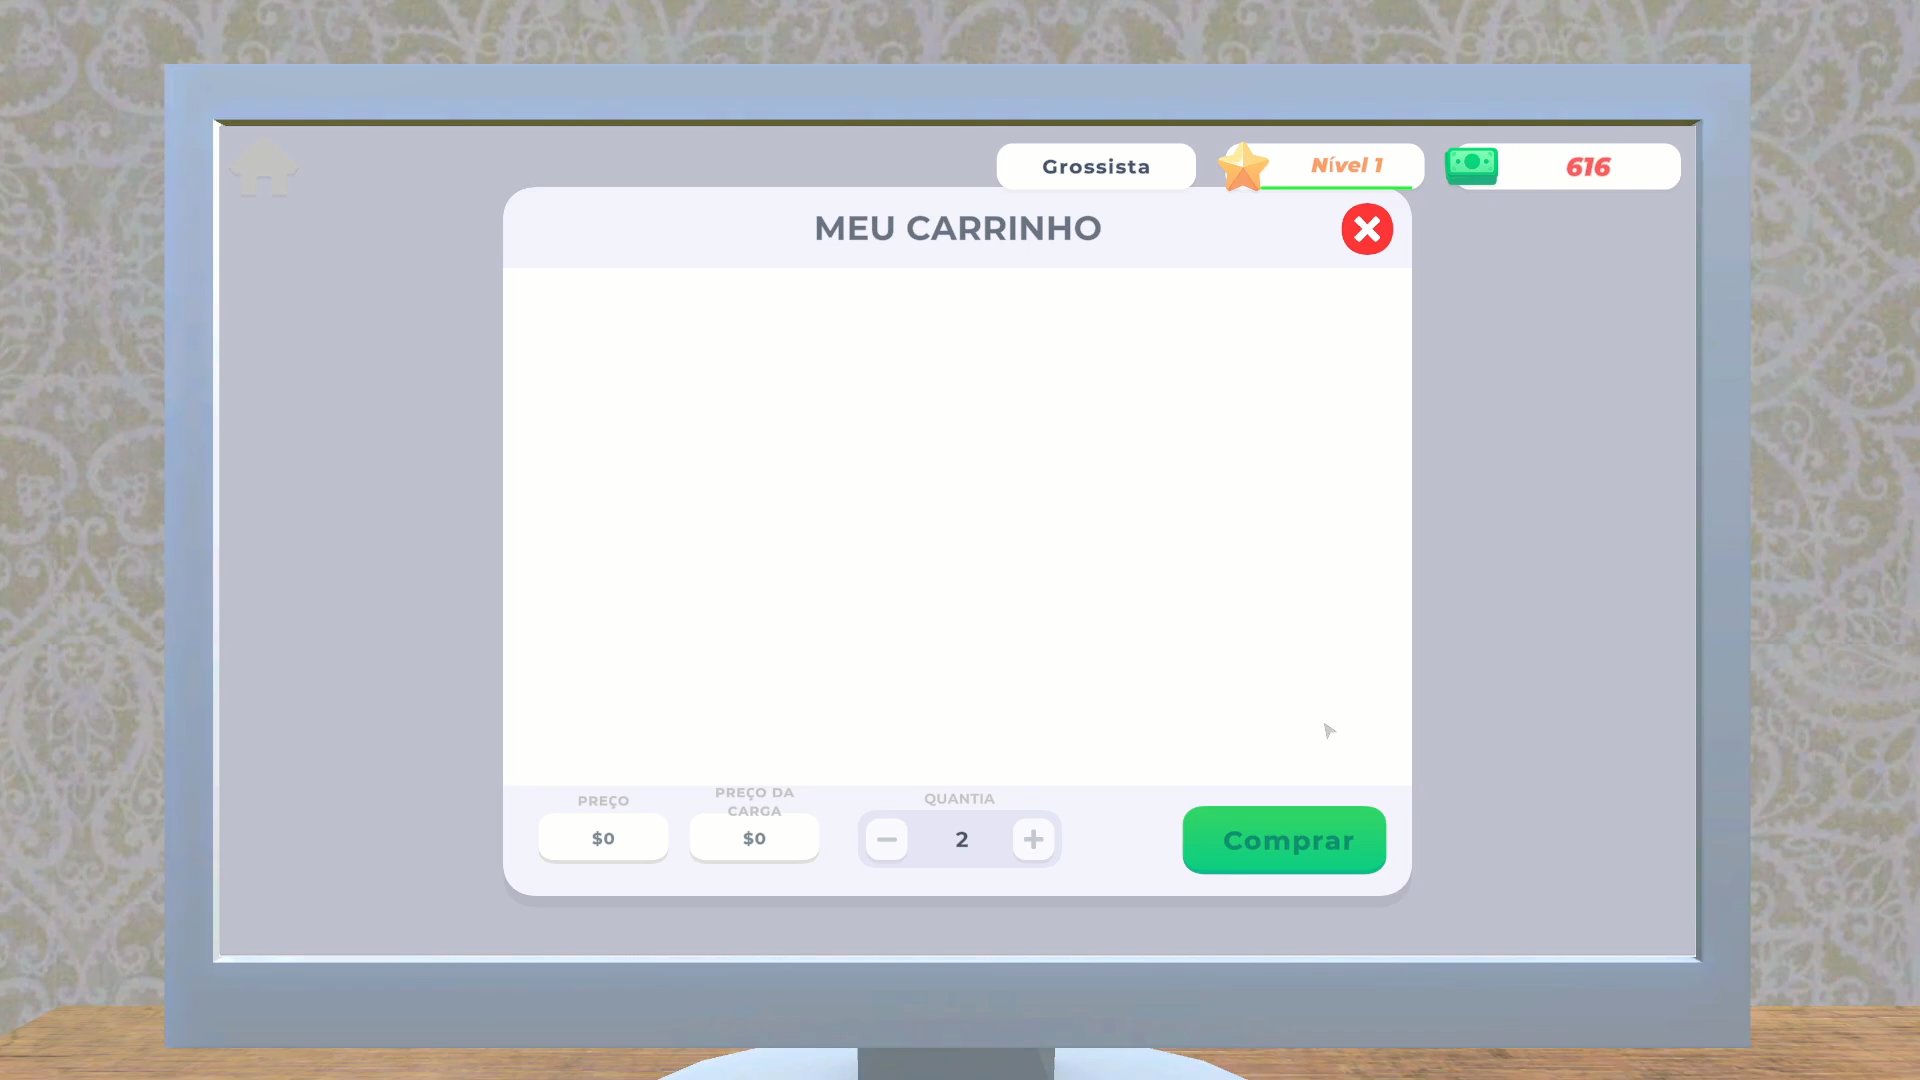 Grossista
Nível 1
616
MEU CARRINHO
PREÇO
$0
PREÇO DA
CARGA
$0
QUANTIA
2
Comprar